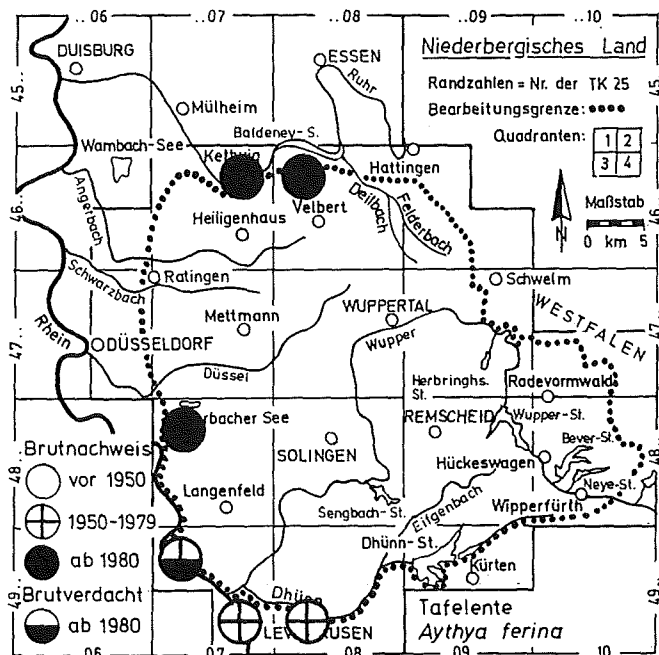 ..06 07 08 09 10
DUISBURG
ESSEN
Niederbergisches Land
Ruhr
Randzahlen = Nr. der TK 25
45..
45
Mülheim
Bearbeitungsgrenze:
Baldeney-S.
Quadranten:
1 2
3 4
Wambach-See
Hattingen
Maßstab
Angerbach
Velbert
Deilbach
Felderbach
46
46
Heiligenhaus
N
0 km 5
Schwarzbach
Ratingen
Schwelm
WUPPERTAL
WESTFALEN
Mettmann
Wupper
Rhein
DÜSSELDORF
47
47
Düssel
Herbringhs.
St.
Radevormwald
Wupper-St.
Brutnachweis
REMSCHEID
Bever-St.
vor 1950
SOLINGEN
Hückeswagen
48
48
Neye-St.
1950-1979
Langenfeld
Sengbach-St.
Eifgenbach
Wipperfürth
ab 1980
Dhünn-St.
Brutverdacht
Kürten
49
49
ab 1980
Tafelente
Aythya ferina
..06 07 08 09 10